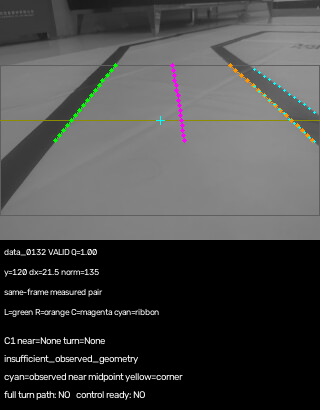 data_0132 VALID Q=1.00
y=120 dx=21.5 norm=135
same-frame measured pair
L=green R=orange C=magenta cyan=ribbon
C1 near=None turn=None
insufficient_observed_geometry
cyan=observed near midpoint yellow=corner
full turn path: NO control ready: NO